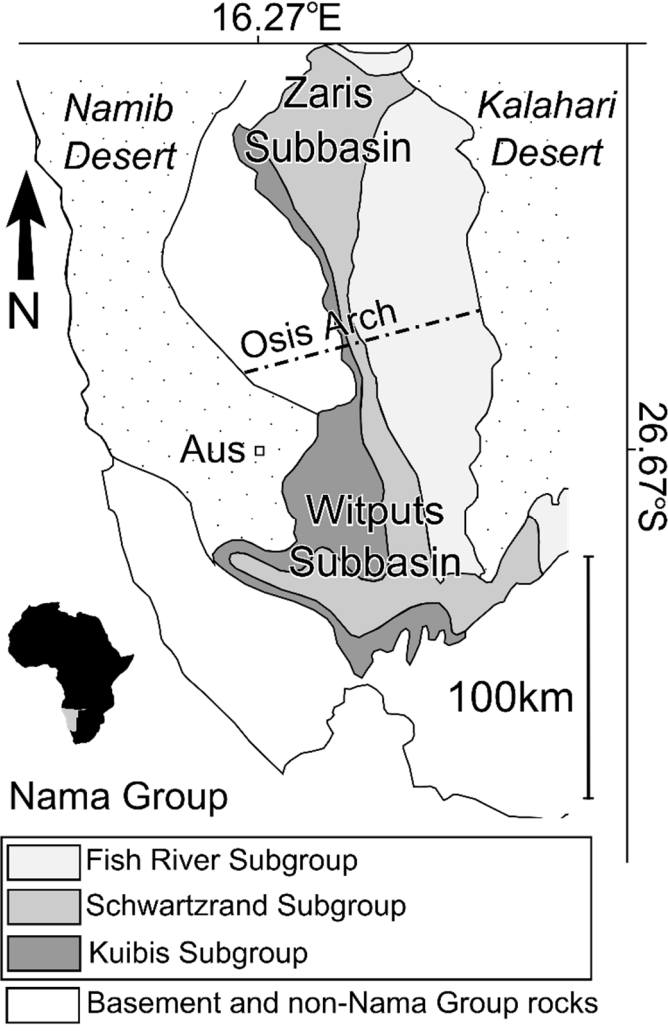 16.27°E
Zaris
Subbasin
Namib
Desert
Kalahari
Desert
N
Osis Arch
26.67°S
Aus
Witputs
Subbasin
100km
Nama Group
Fish River Subgroup
Schwartzrand Subgroup
Kuibis Subgroup
Basement and non-Nama Group rocks